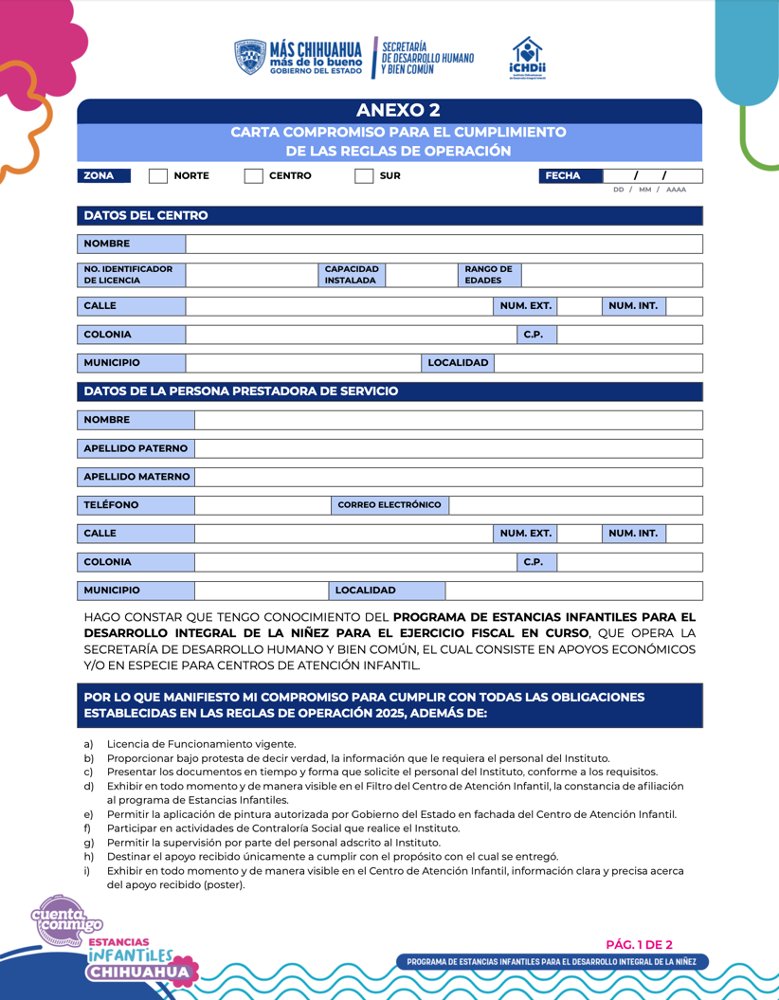 MÁS CHIHUAHUA
más de lo bueno
GOBIERNO DEL ESTADO
SECRETARÍA
DE DESARROLLO HUMANO
Y BIEN COMÚN
iCHDii
ANEXO 2
CARTA COMPROMISO PARA EL CUMPLIMIENTO
DE LAS REGLAS DE OPERACIÓN
ZONA NORTE CENTRO SUR FECHA / /
DD / MM / AAAA
DATOS DEL CENTRO
NOMBRE
NO. IDENTIFICADOR
DE LICENCIA
CAPACIDAD
INSTALADA
RANGO DE
EDADES
CALLE NUM. EXT. NUM. INT.
COLONIA C.P.
MUNICIPIO LOCALIDAD
DATOS DE LA PERSONA PRESTADORA DE SERVICIO
NOMBRE
APELLIDO PATERNO
APELLIDO MATERNO
TELÉFONO CORREO ELECTRÓNICO
CALLE NUM. EXT. NUM. INT.
COLONIA C.P.
MUNICIPIO LOCALIDAD
HAGO CONSTAR QUE TENGO CONOCIMIENTO DEL PROGRAMA DE ESTANCIAS INFANTILES PARA EL
DESARROLLO INTEGRAL DE LA NIÑEZ PARA EL EJERCICIO FISCAL EN CURSO, QUE OPERA LA
SECRETARÍA DE DESARROLLO HUMANO Y BIEN COMÚN, EL CUAL CONSISTE EN APOYOS ECONÓMICOS
Y/O EN ESPECIE PARA CENTROS DE ATENCIÓN INFANTIL.
POR LO QUE MANIFIESTO MI COMPROMISO PARA CUMPLIR CON TODAS LAS OBLIGACIONES
ESTABLECIDAS EN LAS REGLAS DE OPERACIÓN 2025, ADEMÁS DE:
a) Licencia de Funcionamiento vigente.
b) Proporcionar bajo protesta de decir verdad, la información que le requiera el personal del Instituto.
c) Presentar los documentos en tiempo y forma que solicite el personal del Instituto, conforme a los requisitos.
d) Exhibir en todo momento y de manera visible en el Filtro del Centro de Atención Infantil, la constancia de afiliación
al programa de Estancias Infantiles.
e) Permitir la aplicación de pintura autorizada por Gobierno del Estado en fachada del Centro de Atención Infantil.
f) Participar en actividades de Contraloría Social que realice el Instituto.
g) Permitir la supervisión por parte del personal adscrito al Instituto.
h) Destinar el apoyo recibido únicamente a cumplir con el propósito con el cual se entregó.
i) Exhibir en todo momento y de manera visible en el Centro de Atención Infantil, información clara y precisa acerca
del apoyo recibido (poster).
cuenta
conmigo
ESTANCIAS
iNFANTiLES
CHIHUAHUA
PÁG. 1 DE 2
PROGRAMA DE ESTANCIAS INFANTILES PARA EL DESARROLLO INTEGRAL DE LA NIÑEZ